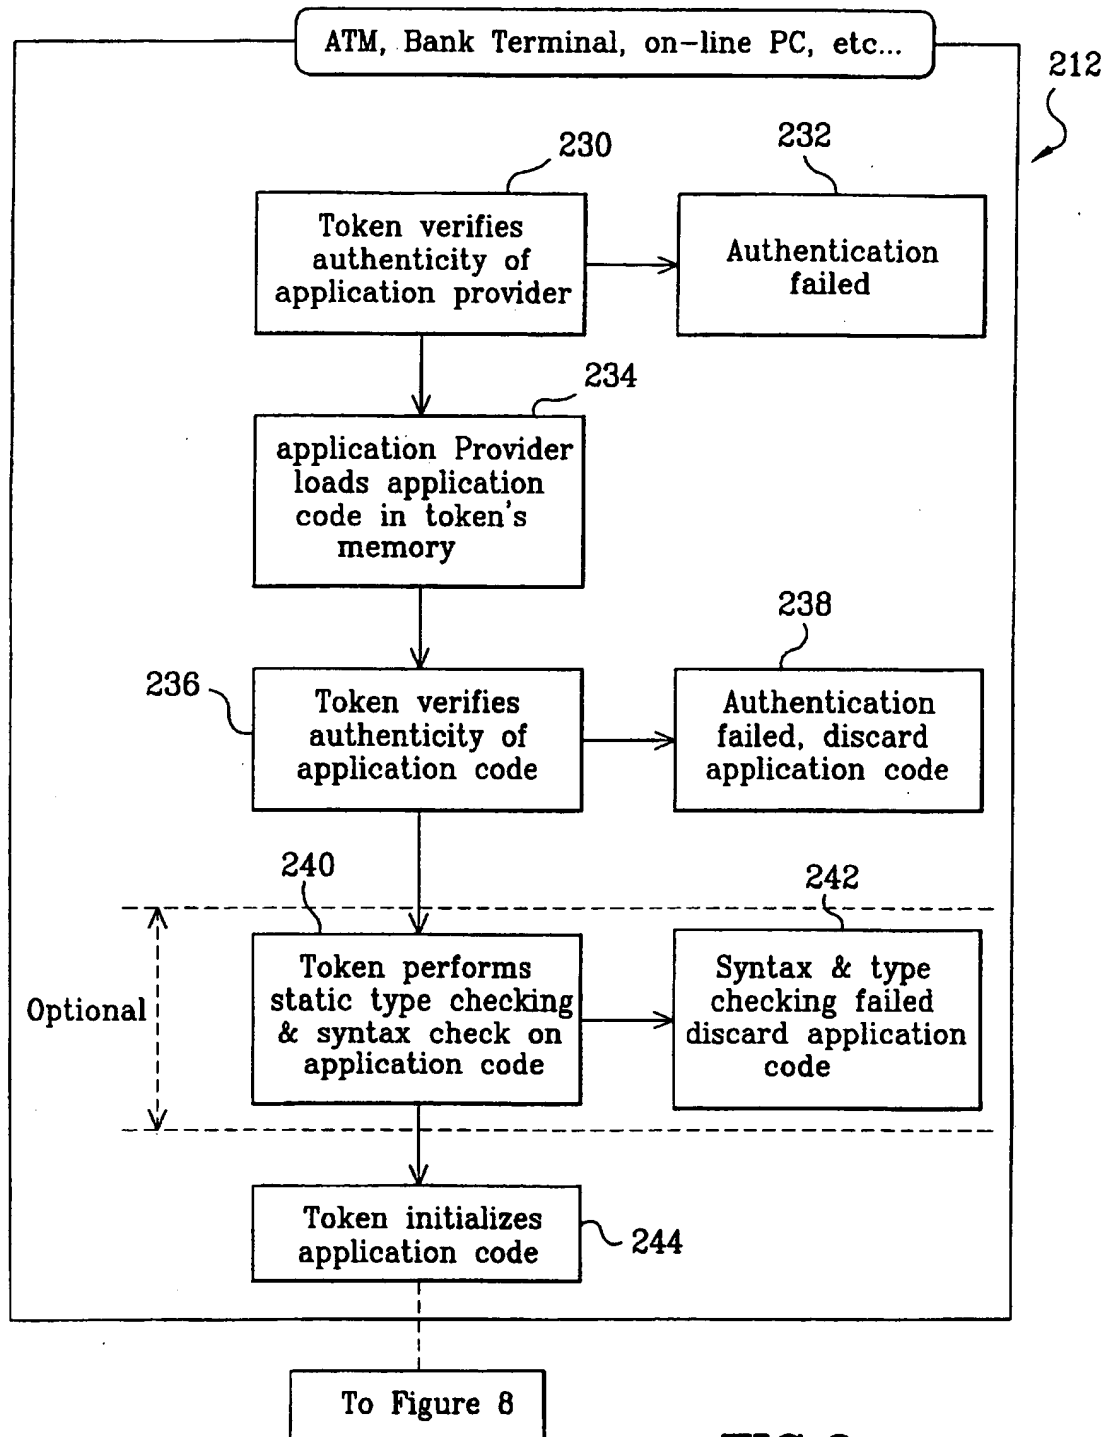 ATM, Bank Terminal, on-line PC, etc...
212
230
232
Token verifies
authenticity of
application provider
Authentication
failed
234
application Provider
loads application
code in token's
memory
238
236
Token verifies
authenticity of
application code
Authentication
failed, discard
application code
240
242
Optional
Token performs
static type checking
& syntax check on
application code
Syntax & type
checking failed
discard application
code
Token initializes
application code
244
To Figure 8